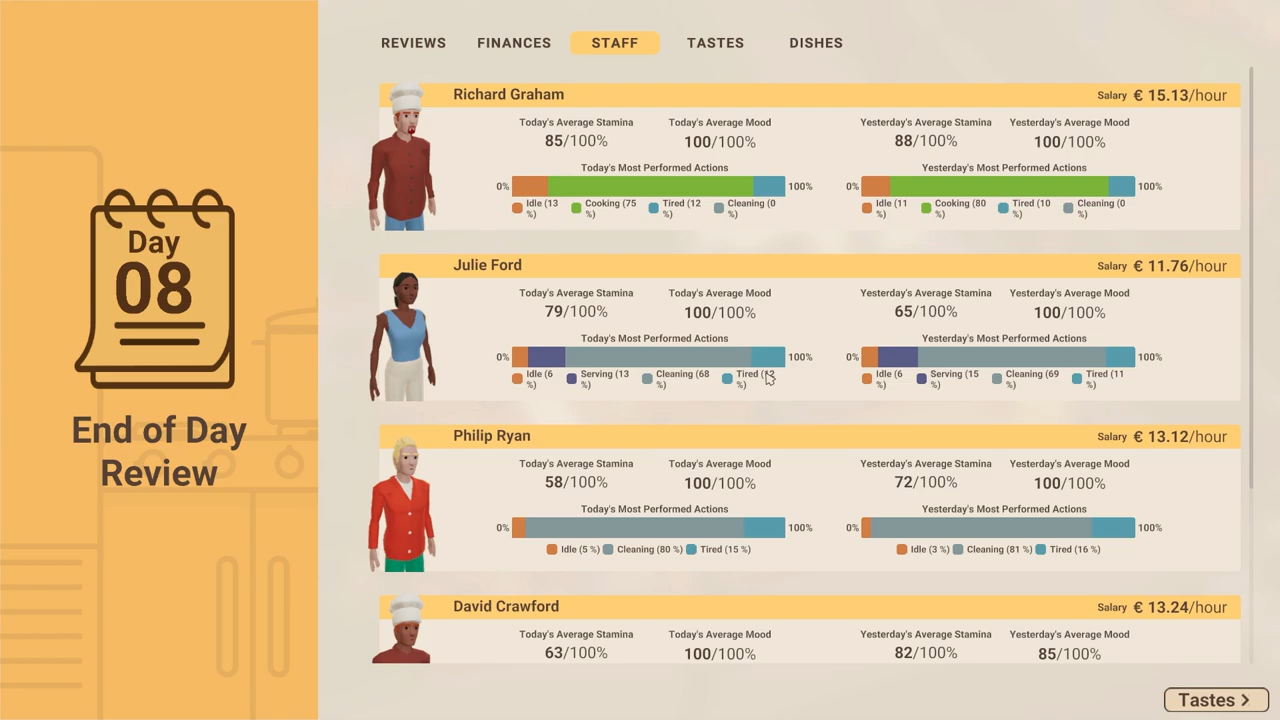 Day
08
End of Day
Review
REVIEWS FINANCES STAFF TASTES DISHES
Richard Graham
Salary € 15.13/hour
Today's Average Stamina Today's Average Mood Yesterday's Average Stamina Yesterday's Average Mood
85/100% 100/100% 88/100% 100/100%
Today's Most Performed Actions Yesterday's Most Performed Actions
0% 100% 0% 100%
Idle (13 %) Cooking (75 %) Tired (12 %) Cleaning (0 %) Idle (11 %) Cooking (80 %) Tired (10 %) Cleaning (0 %)
Julie Ford
Salary € 11.76/hour
Today's Average Stamina Today's Average Mood Yesterday's Average Stamina Yesterday's Average Mood
79/100% 100/100% 65/100% 100/100%
Today's Most Performed Actions Yesterday's Most Performed Actions
0% 100% 0% 100%
Idle (6 %) Serving (13 %) Cleaning (68 %) Tired %) Idle (6 %) Serving (15 %) Cleaning (69 %) Tired (11 %)
Philip Ryan
Salary € 13.12/hour
Today's Average Stamina Today's Average Mood Yesterday's Average Stamina Yesterday's Average Mood
58/100% 100/100% 72/100% 100/100%
Today's Most Performed Actions Yesterday's Most Performed Actions
0% 100% 0% 100%
Idle (5 %) Cleaning (80 %) Tired (15 %) Idle (3 %) Cleaning (81 %) Tired (16 %)
David Crawford
Salary € 13.24/hour
Today's Average Stamina Today's Average Mood Yesterday's Average Stamina Yesterday's Average Mood
63/100% 100/100% 82/100% 85/100%
Tastes